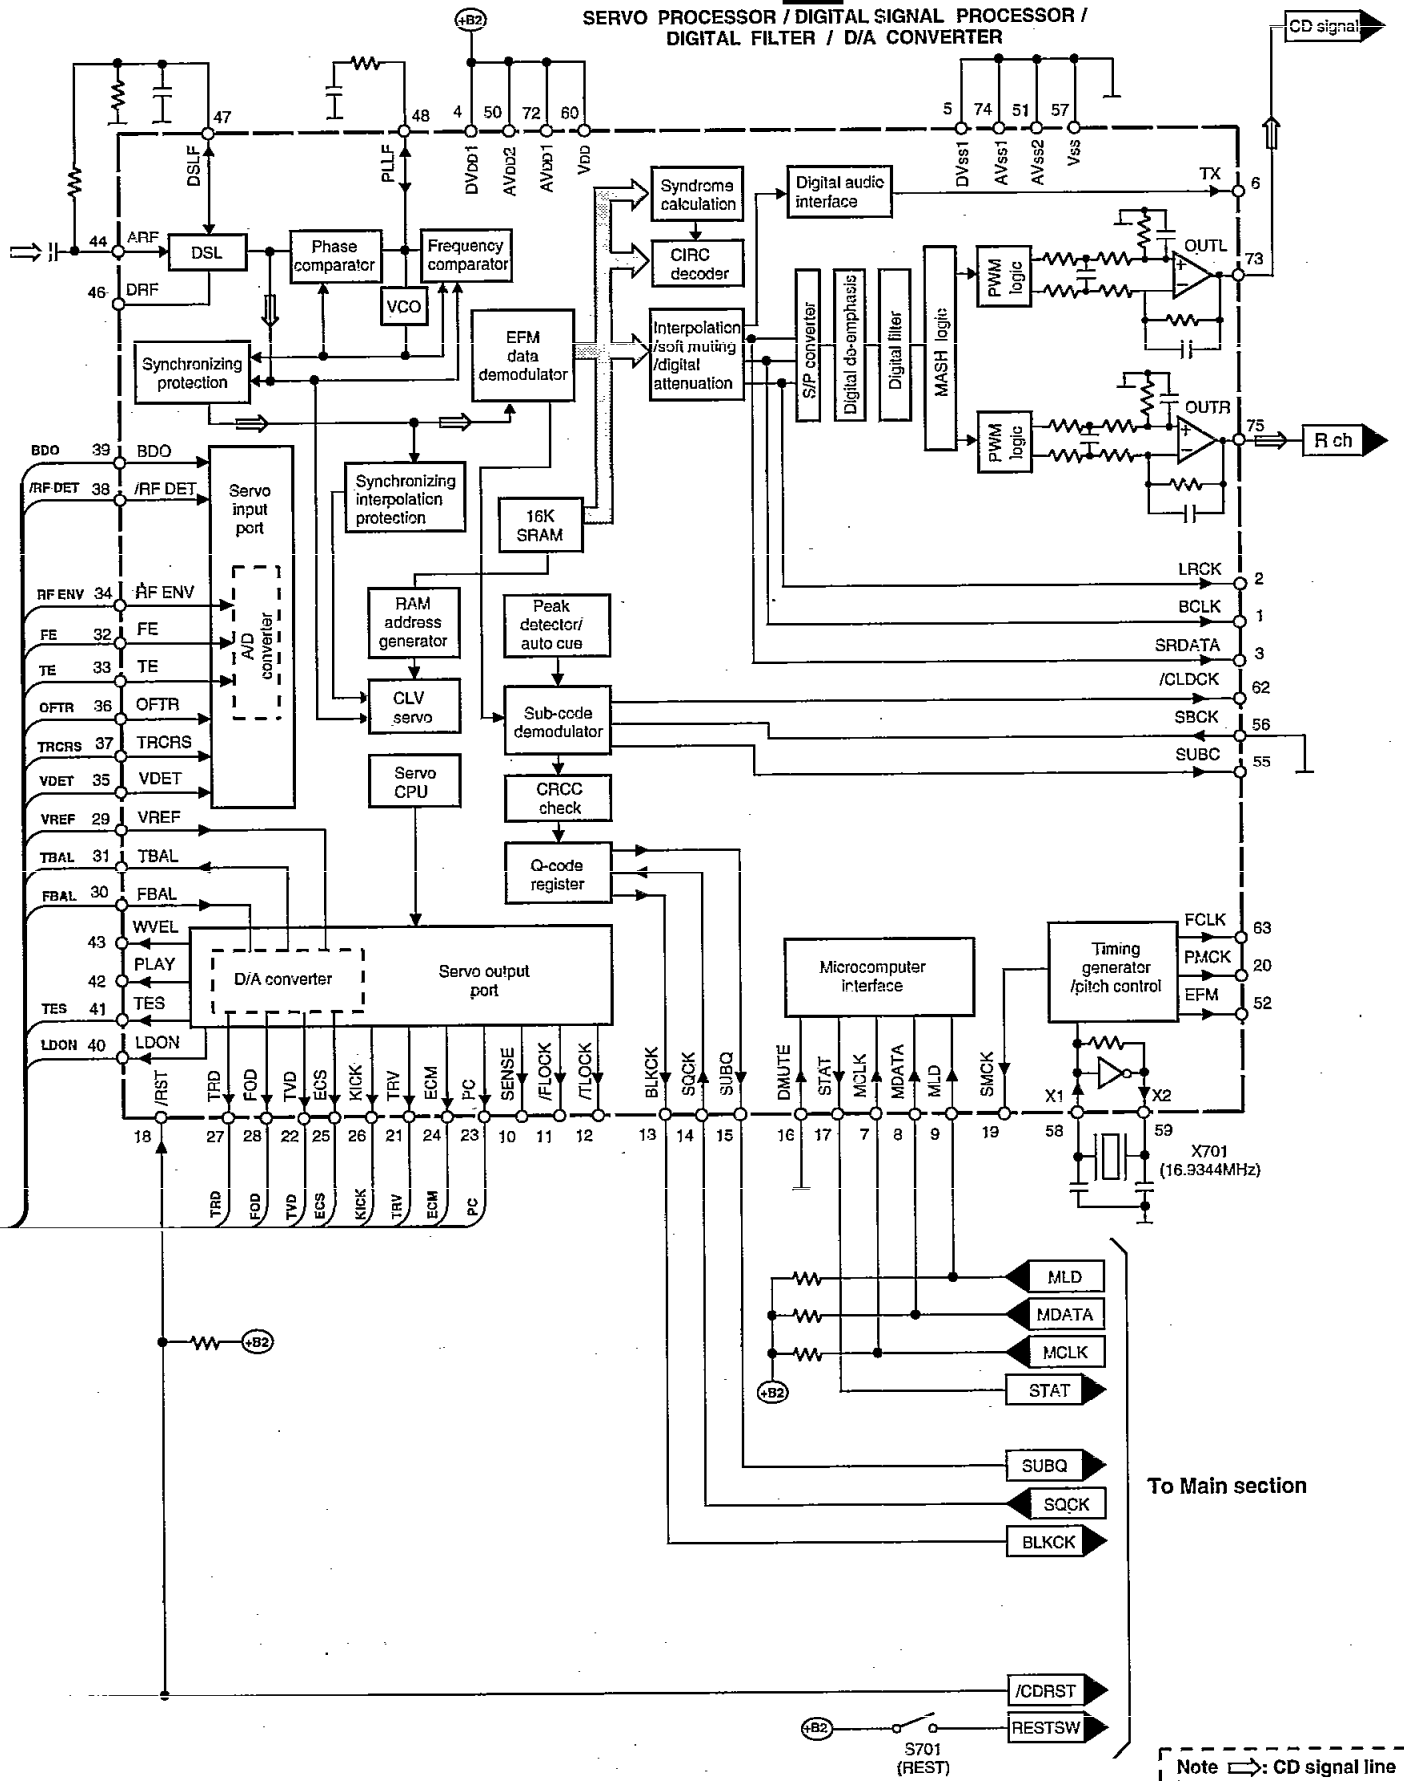 SERVO PROCESSOR / DIGITAL SIGNAL PROCESSOR /
DIGITAL FILTER / D/A CONVERTER
+B2
CD signal
47
48
4
50
72
60
5
74
51
57
DSLF
PLLF
DVDD1
AVDD2
AVDD1
VDD
DVss1
AVss1
AVss2
Vss
TX
6
44
ARF
46
DRF
DSL
Phase
comparator
Frequency
comparator
VCO
Syndrome
calculation
CIRC
decoder
Digital audio
interface
Synchronizing
protection
EFM
data
demodulator
Interpolation
/soft muting
/digital
attenuation
S/P converter
Digital de-emphasis
Digital filter
MASH logic
PWM
logic
PWM
logic
+
−
OUTL
73
+
−
OUTR
75
R ch
BDO
39
BDO
/RF DET
38
/RF DET
Servo
input
port
Synchronizing
interpolation
protection
16K
SRAM
RF ENV
34
RF ENV
FE
32
FE
TE
33
TE
A/D
converter
OFTR
36
OFTR
TRCRS
37
TRCRS
VDET
35
VDET
VREF
29
VREF
TBAL
31
TBAL
FBAL
30
FBAL
RAM
address
generator
Peak
detector/
auto cue
CLV
servo
Sub-code
demodulator
Servo
CPU
CRCC
check
Q-code
register
LRCK
2
BCLK
1
SRDATA
3
/CLDCK
62
SBCK
56
SUBC
55
43
WVEL
42
PLAY
TES
41
TES
LDON
40
LDON
D/A converter
Servo output
port
Microcomputer
interface
Timing
generator
/pitch control
FCLK
63
PMCK
20
EFM
52
/RST
TRD
FOD
TVD
ECS
KICK
TRV
ECM
PC
SENSE
/FLOCK
/TLOCK
BLKCK
SQCK
SUBQ
DMUTE
STAT
MCLK
MDATA
MLD
SMCK
X1
X2
18
27
28
22
25
26
21
24
23
10
11
12
13
14
15
16
17
7
8
9
19
58
59
X701
(16.9344MHz)
TRD
FOD
TVD
ECS
KICK
TRV
ECM
PC
MLD
MDATA
MCLK
+B2
+B2
STAT
SUBQ
SQCK
BLKCK
To Main section
/CDRST
+B2
RESTSW
S701
(REST)
Note : CD signal line